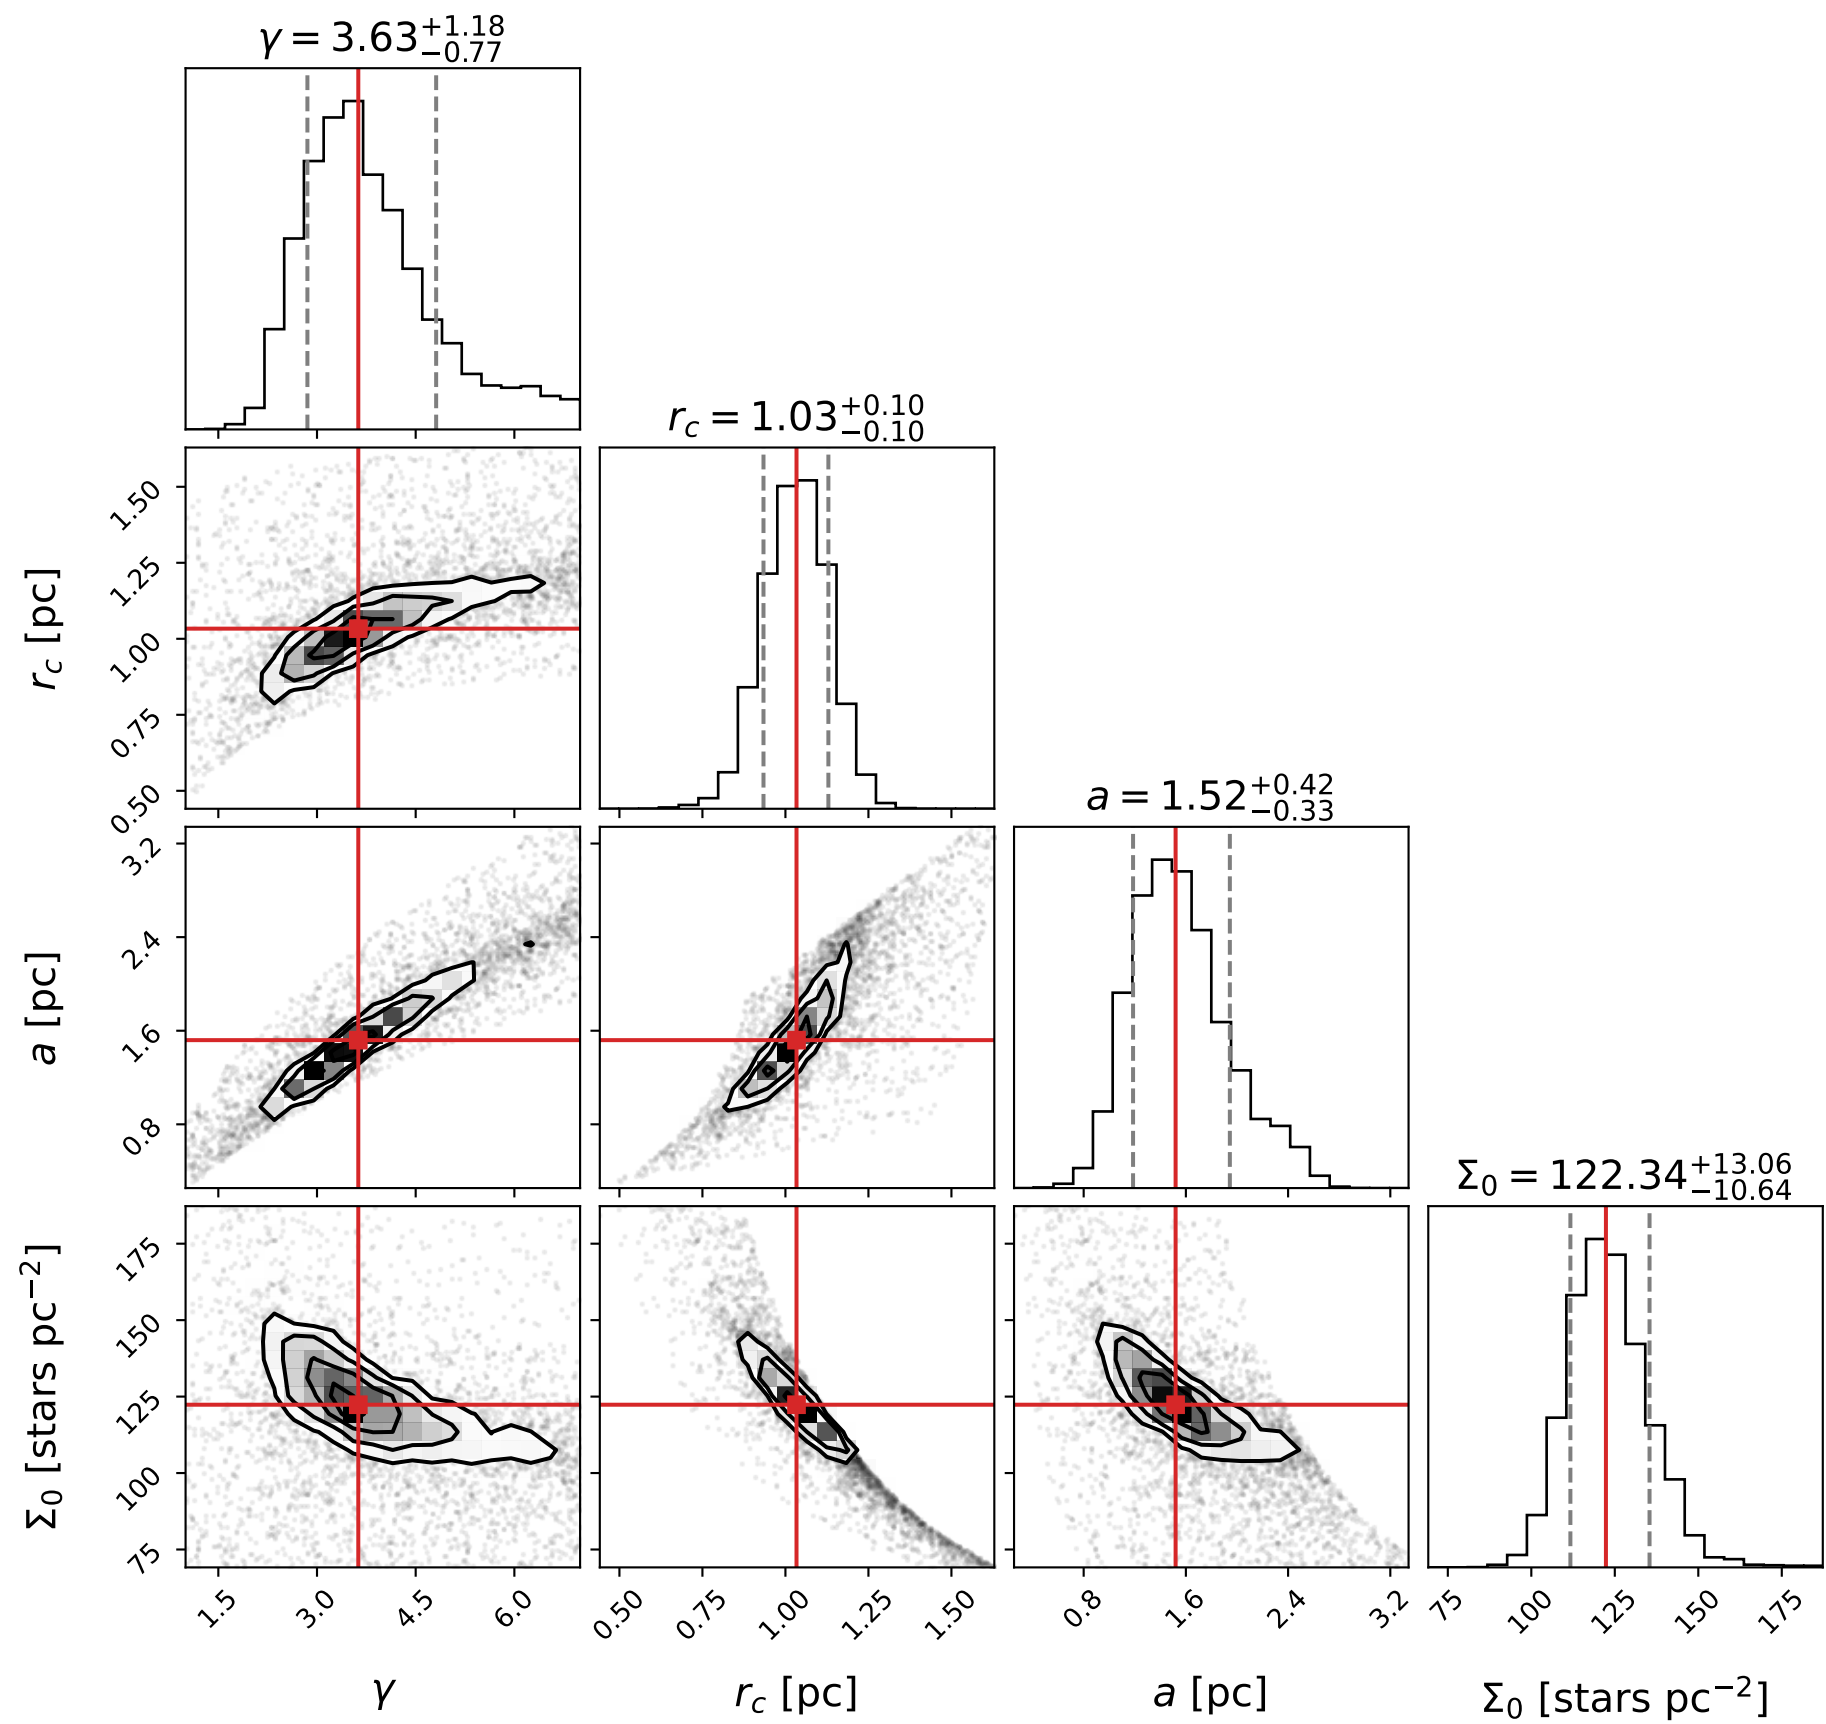 γ = 3.63 +1.18 −0.77
r_c = 1.03 +0.10 −0.10
r_c [pc]
1.50
1.25
1.00
0.75
0.50
a = 1.52 +0.42 −0.33
a [pc]
3.2
2.4
1.6
0.8
Σ₀ = 122.34 +13.06 −10.64
Σ₀ [stars pc⁻²]
175
150
125
100
75
1.5 3.0 4.5 6.0 0.50 0.75 1.00 1.25 1.50 0.8 1.6 2.4 3.2 75 100 125 150 175
γ r_c [pc] a [pc] Σ₀ [stars pc⁻²]